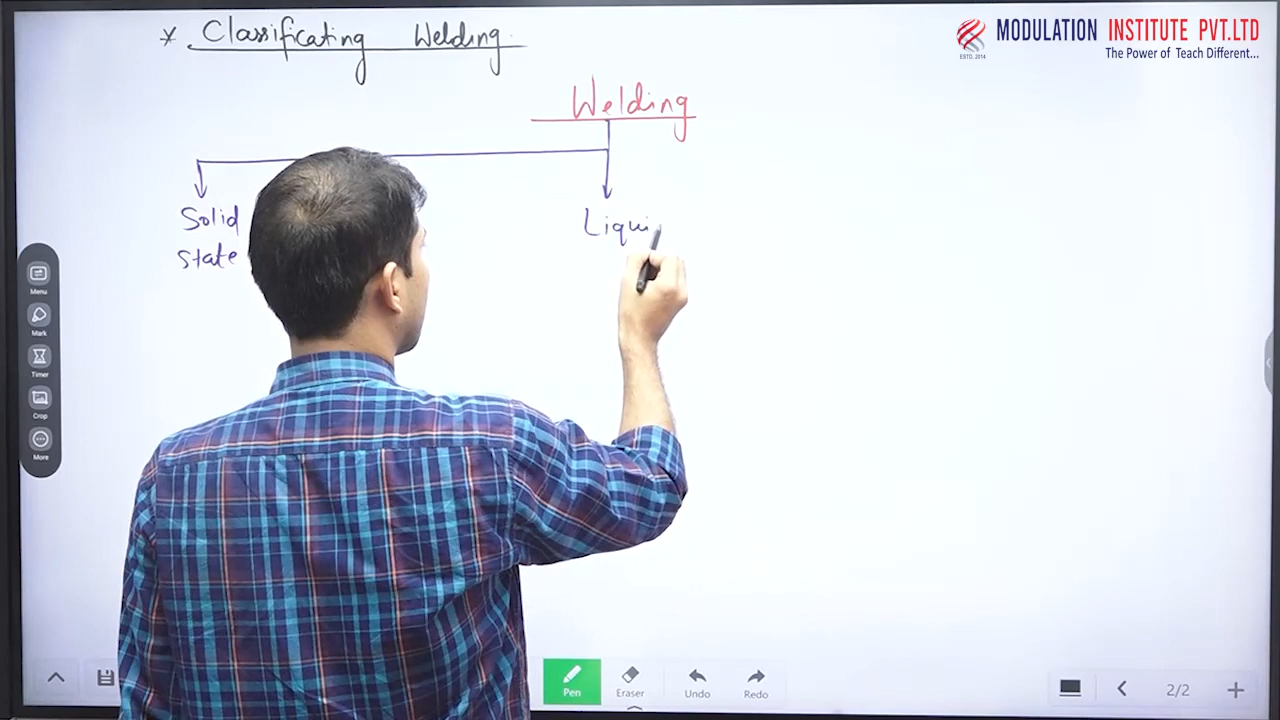 * Classificating Welding.
MODULATION INSTITUTE PVT.LTD
The Power of Teach Different...
ESTD. 2014
Welding
Solid
state
Liqui
Menu
Mark
Timer
Crop
More
Pen
Eraser
Undo
Redo
2/2